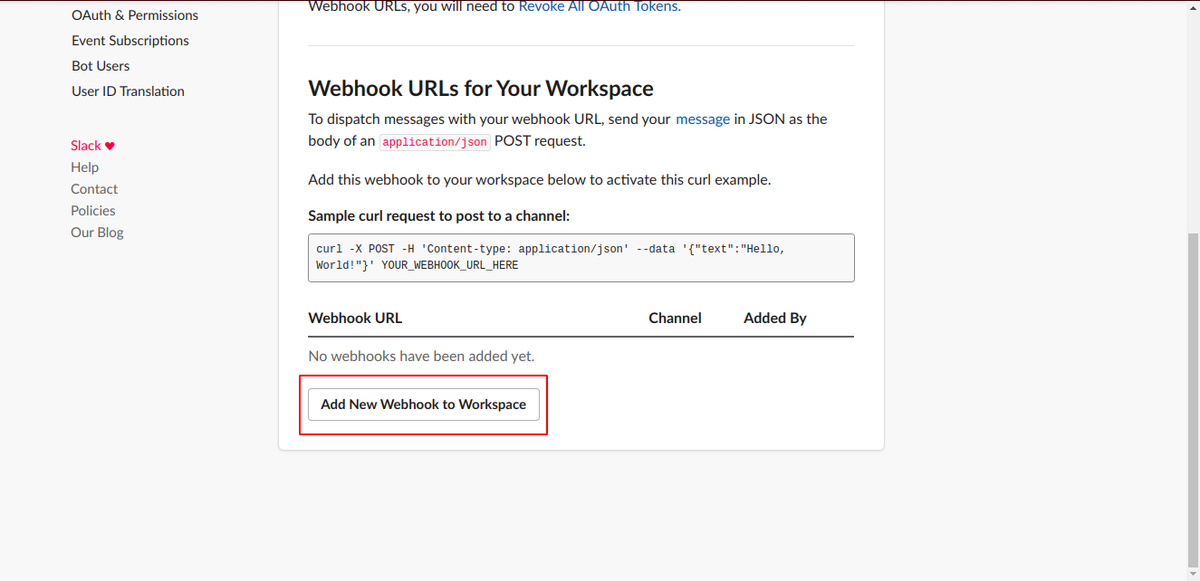 OAuth & Permissions
Event Subscriptions
Bot Users
User ID Translation
Slack ♥
Help
Contact
Policies
Our Blog
Webhook URLs, you will need to Revoke All OAuth Tokens.
Webhook URLs for Your Workspace
To dispatch messages with your webhook URL, send your message in JSON as the
body of an application/json POST request.
Add this webhook to your workspace below to activate this curl example.
Sample curl request to post to a channel:
curl -X POST -H 'Content-type: application/json' --data '{"text":"Hello,
World!"}' YOUR_WEBHOOK_URL_HERE
Webhook URL Channel Added By
No webhooks have been added yet.
Add New Webhook to Workspace